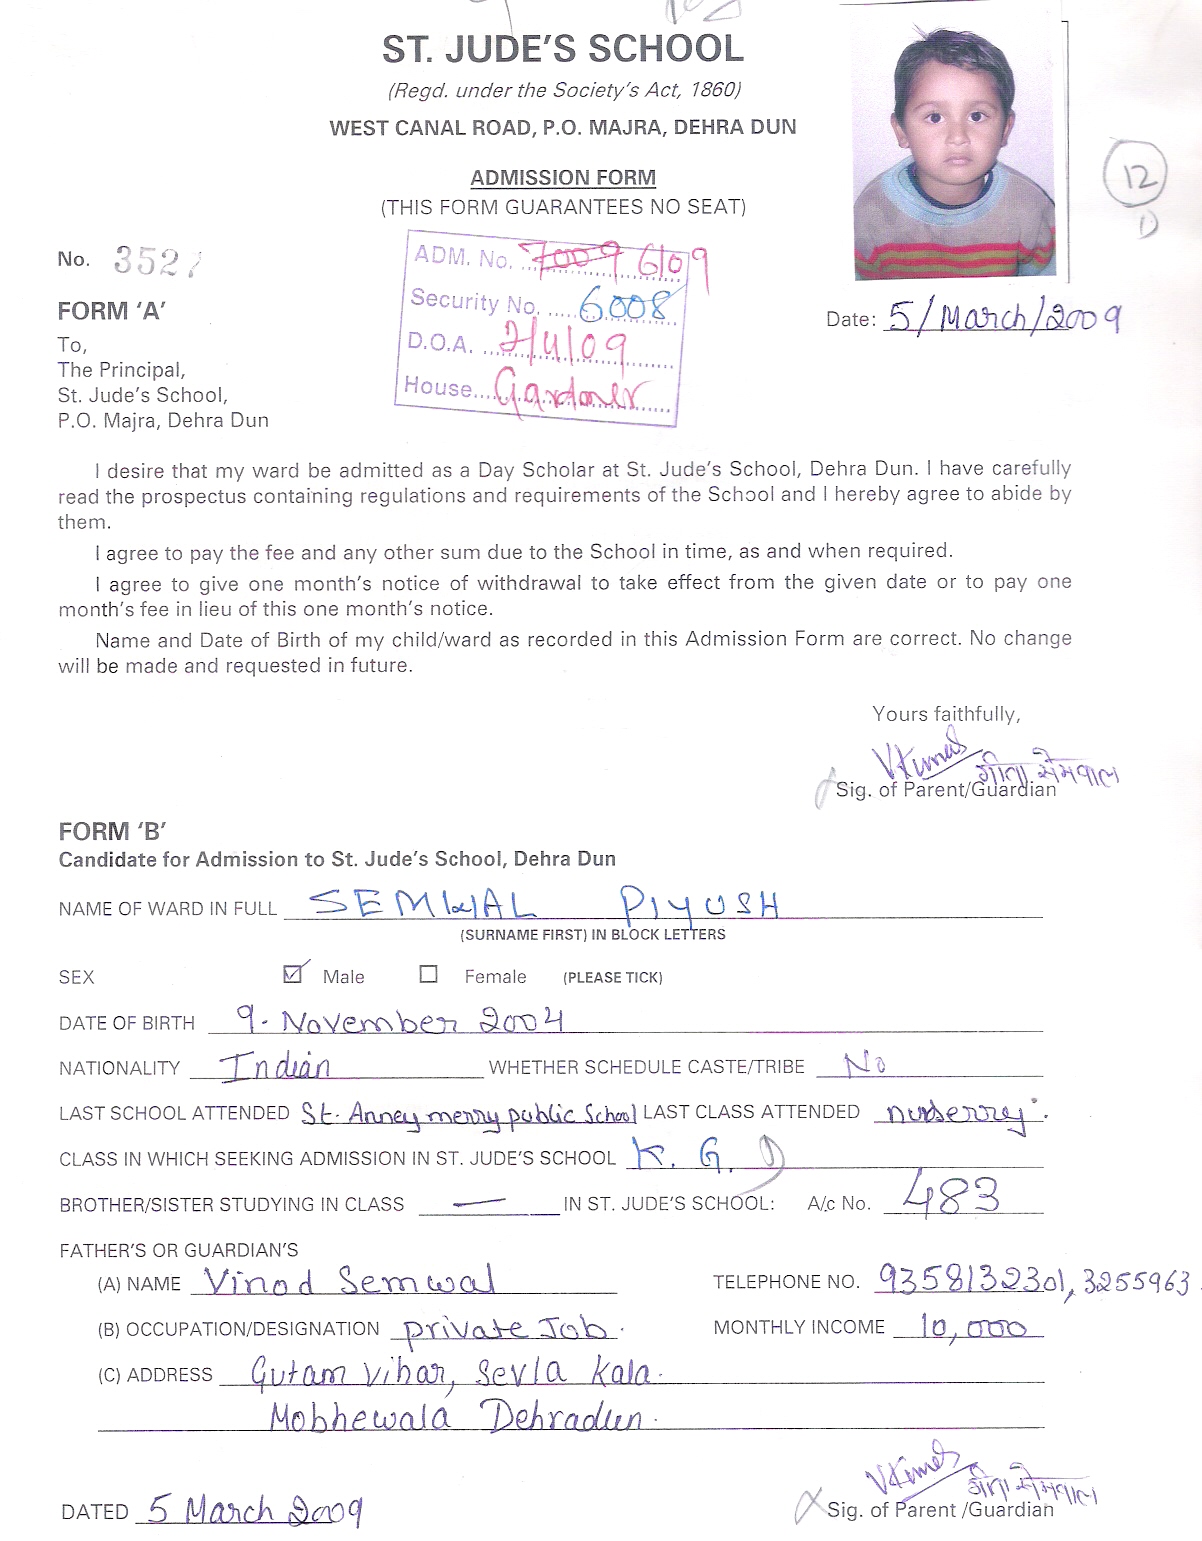 ST. JUDE'S SCHOOL
(Regd. under the Society's Act, 1860)
WEST CANAL ROAD, P.O. MAJRA, DEHRA DUN
ADMISSION FORM
(THIS FORM GUARANTEES NO SEAT)
12
D
No. 352
ADM. No. 7009 6109
Security No. 6008
D.O.A. 2/4/09
House Gardner
FORM 'A'
Date: 5/March/2009
To,
The Principal,
St. Jude's School,
P.O. Majra, Dehra Dun
I desire that my ward be admitted as a Day Scholar at St. Jude's School, Dehra Dun. I have carefully
read the prospectus containing regulations and requirements of the School and I hereby agree to abide by
them.
I agree to pay the fee and any other sum due to the School in time, as and when required.
I agree to give one month's notice of withdrawal to take effect from the given date or to pay one
month's fee in lieu of this one month's notice.
Name and Date of Birth of my child/ward as recorded in this Admission Form are correct. No change
will be made and requested in future.
Yours faithfully,
सेमवाल
Sig. of Parent/Guardian
FORM 'B'
Candidate for Admission to St. Jude's School, Dehra Dun
NAME OF WARD IN FULL SEMWAL PIYUSH
(SURNAME FIRST) IN BLOCK LETTERS
SEX Male Female (PLEASE TICK)
DATE OF BIRTH 9-November 2004
NATIONALITY Indian WHETHER SCHEDULE CASTE/TRIBE No
LAST SCHOOL ATTENDED St. Anney merry public School LAST CLASS ATTENDED
CLASS IN WHICH SEEKING ADMISSION IN ST. JUDE'S SCHOOL K. G. D
BROTHER/SISTER STUDYING IN CLASS — IN ST. JUDE'S SCHOOL: A/c No. 483
FATHER'S OR GUARDIAN'S
(A) NAME Vinod Semwal TELEPHONE NO. 9358132301, 3255963
(B) OCCUPATION/DESIGNATION private Job. MONTHLY INCOME 10,000
(C) ADDRESS Gutam vihar, Sevla Kala.
Mobhewala Dehradun.
सेमवाल
DATED 5 March 2009 Sig. of Parent /Guardian